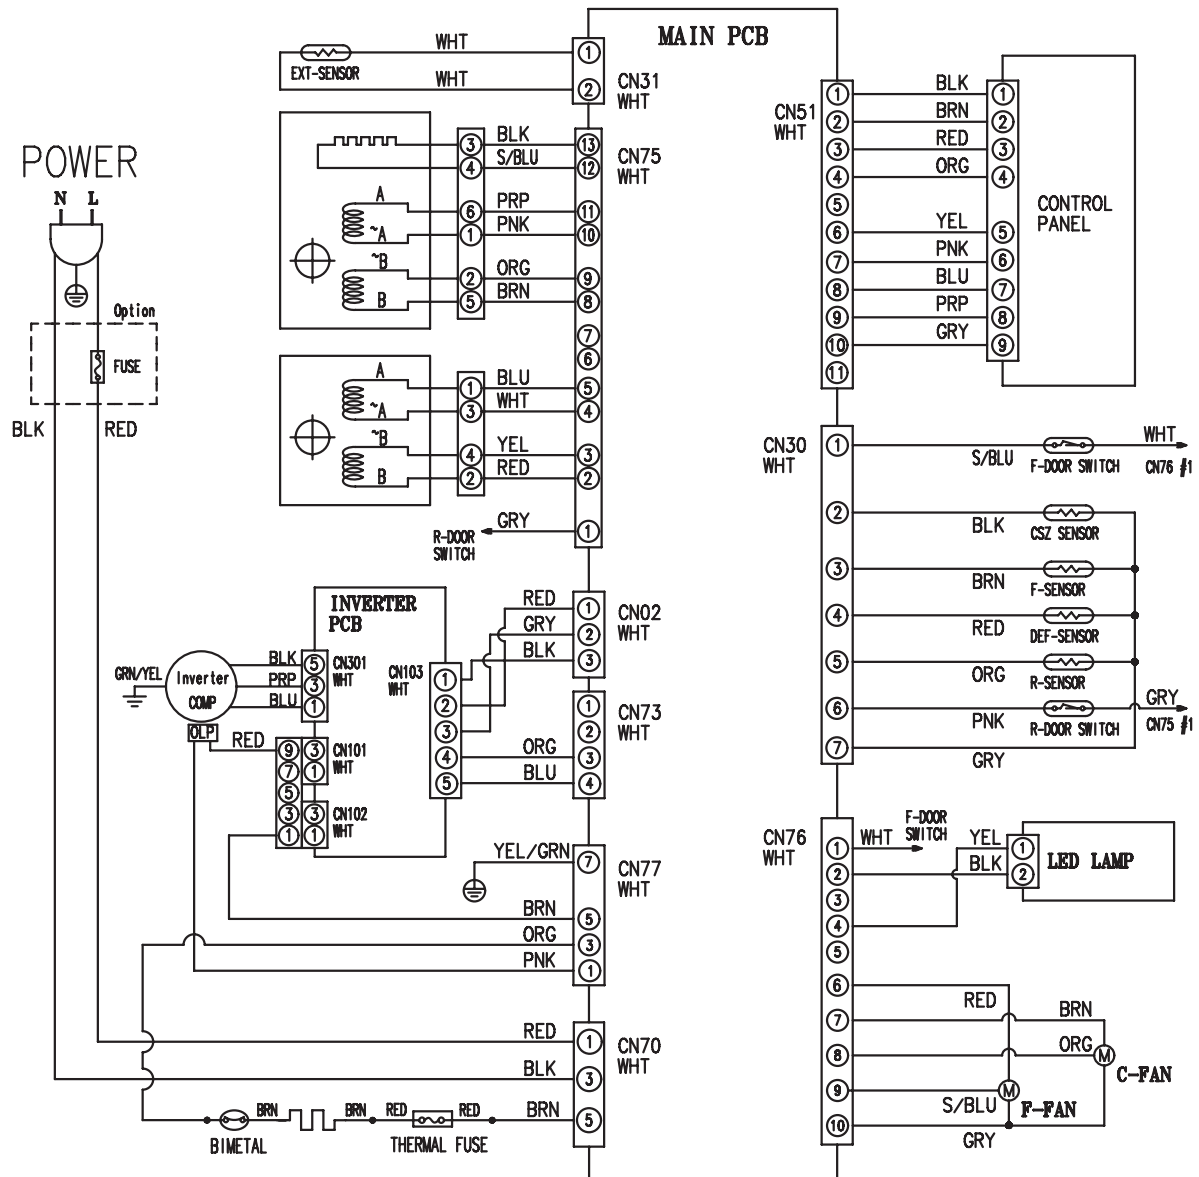 MAIN PCB
POWER
N L
Option
FUSE
BLK
RED
WHT
EXT-SENSOR
WHT
1
2
CN31
WHT
3
4
6
1
2
5
BLK
S/BLU
PRP
PNK
ORG
BRN
A
~A
~B
B
13
12
11
10
9
8
7
6
5
4
3
2
1
CN75
WHT
A
~A
~B
B
1
3
4
2
BLU
WHT
YEL
RED
GRY
R-DOOR
SWITCH
INVERTER
PCB
GRN/YEL
Inverter
COMP
OLP
BLK
PRP
BLU
5
3
1
CN301
WHT
RED
9
7
5
3
1
3
1
CN101
WHT
3
1
CN102
WHT
CN103
WHT
1
2
3
4
5
RED
GRY
BLK
1
2
3
CN02
WHT
ORG
BLU
1
2
3
4
CN73
WHT
YEL/GRN
BRN
ORG
PNK
7
5
3
1
CN77
WHT
RED
BLK
BRN
1
3
5
CN70
WHT
BIMETAL
BRN
BRN
RED
RED
THERMAL FUSE
CN51
WHT
1
2
3
4
5
6
7
8
9
10
11
BLK
BRN
RED
ORG
YEL
PNK
BLU
PRP
GRY
1
2
3
4
5
6
7
8
9
CONTROL
PANEL
CN30
WHT
1
2
3
4
5
6
7
S/BLU
F-DOOR SWITCH
WHT
CN76 #1
BLK
CSZ SENSOR
BRN
F-SENSOR
RED
DEF-SENSOR
ORG
R-SENSOR
PNK
R-DOOR SWITCH
GRY
CN75 #1
GRY
CN76
WHT
1
2
3
4
5
6
7
8
9
10
WHT
F-DOOR
SWITCH
YEL
BLK
1
2
LED LAMP
RED
BRN
ORG
M
C-FAN
S/BLU
M
F-FAN
GRY